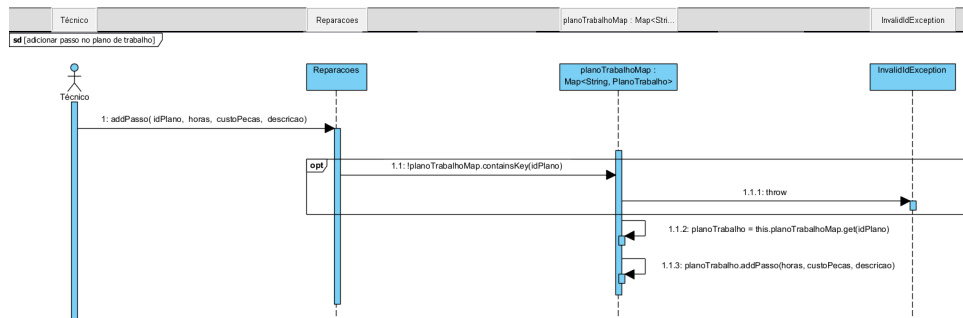 Técnico
Reparacoes
planoTrabalhoMap : Map<Stri...
InvalidIdException
sd [adicionar passo no plano de trabalho]
Técnico
Reparacoes
planoTrabalhoMap :
Map<String, PlanoTrabalho>
InvalidIdException
1: addPasso( idPlano, horas, custoPecas, descricao)
opt
1.1: !planoTrabalhoMap.containsKey(idPlano)
1.1.1: throw
1.1.2: planoTrabalho = this.planoTrabalhoMap.get(idPlano)
1.1.3: planoTrabalho.addPasso(horas, custoPecas, descricao)